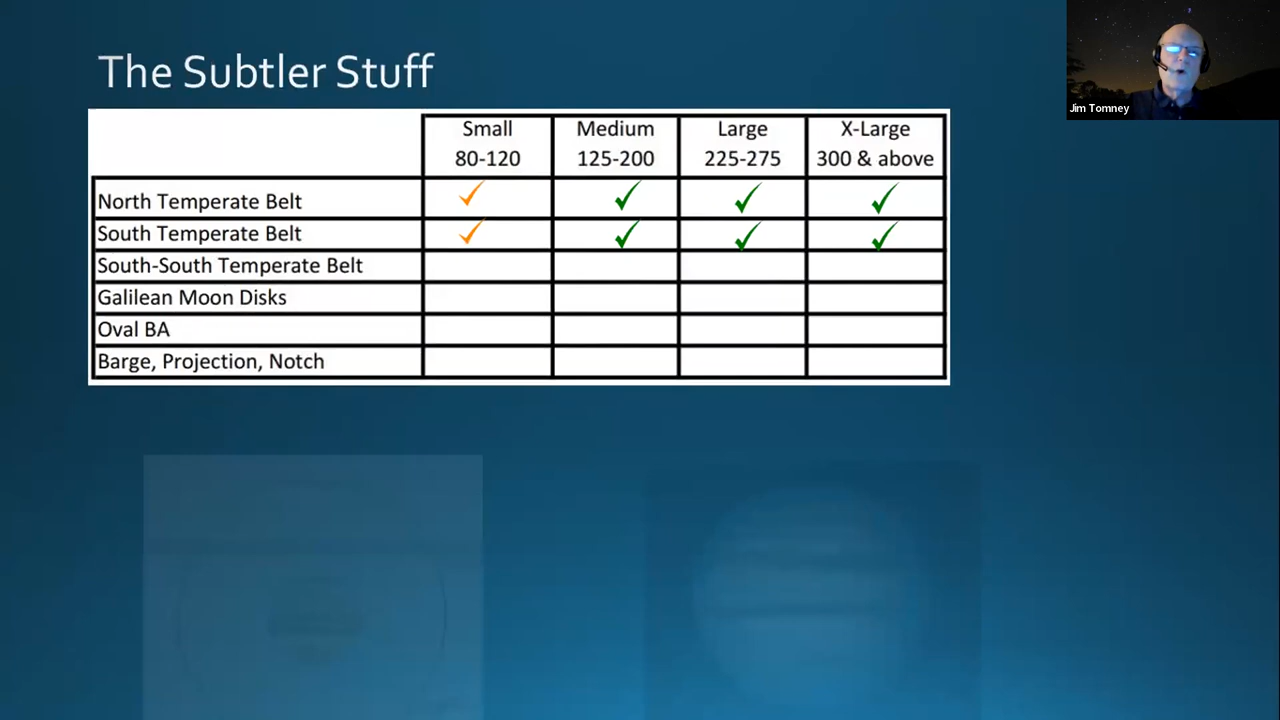 The Subtler Stuff
Jim Tomney
Small Medium Large X-Large
80-120 125-200 225-275 300 & above
North Temperate Belt
South Temperate Belt
South-South Temperate Belt
Galilean Moon Disks
Oval BA
Barge, Projection, Notch